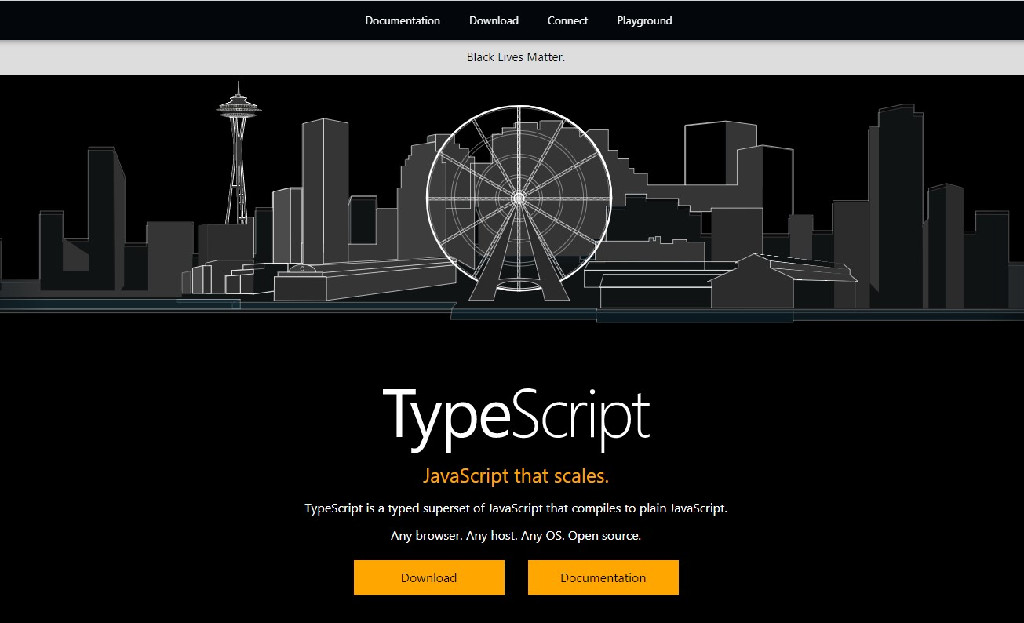 Documentation Download Connect Playground
Black Lives Matter.
TypeScript
JavaScript that scales.
TypeScript is a typed superset of JavaScript that compiles to plain JavaScript.
Any browser. Any host. Any OS. Open source.
Download Documentation